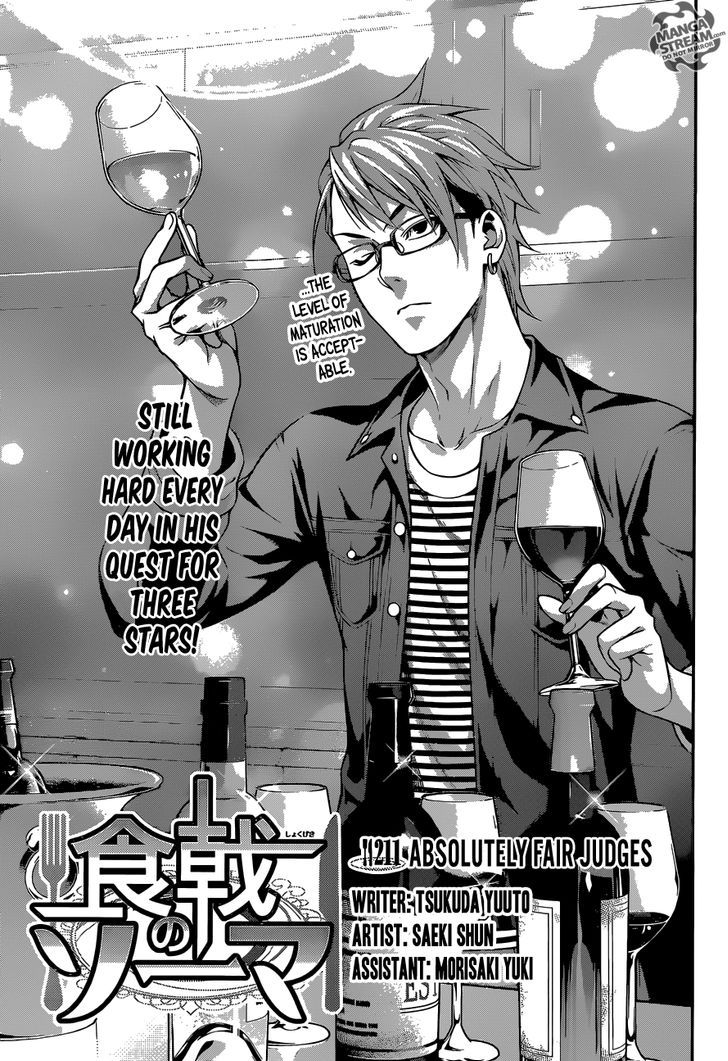 MANGA
STREAM.com
DO NOT MIRROR
...THE
LEVEL OF
MATURATION
IS ACCEPT-
ABLE.
STILL
WORKING
HARD EVERY
DAY IN HIS
QUEST FOR
THREE
STARS!
しょくげき
食戟の
ソーマ
121 ABSOLUTELY FAIR JUDGES
WRITER: TSUKUDA YUUTO
ARTIST: SAEKI SHUN
ASSISTANT: MORISAKI YUKI
EST